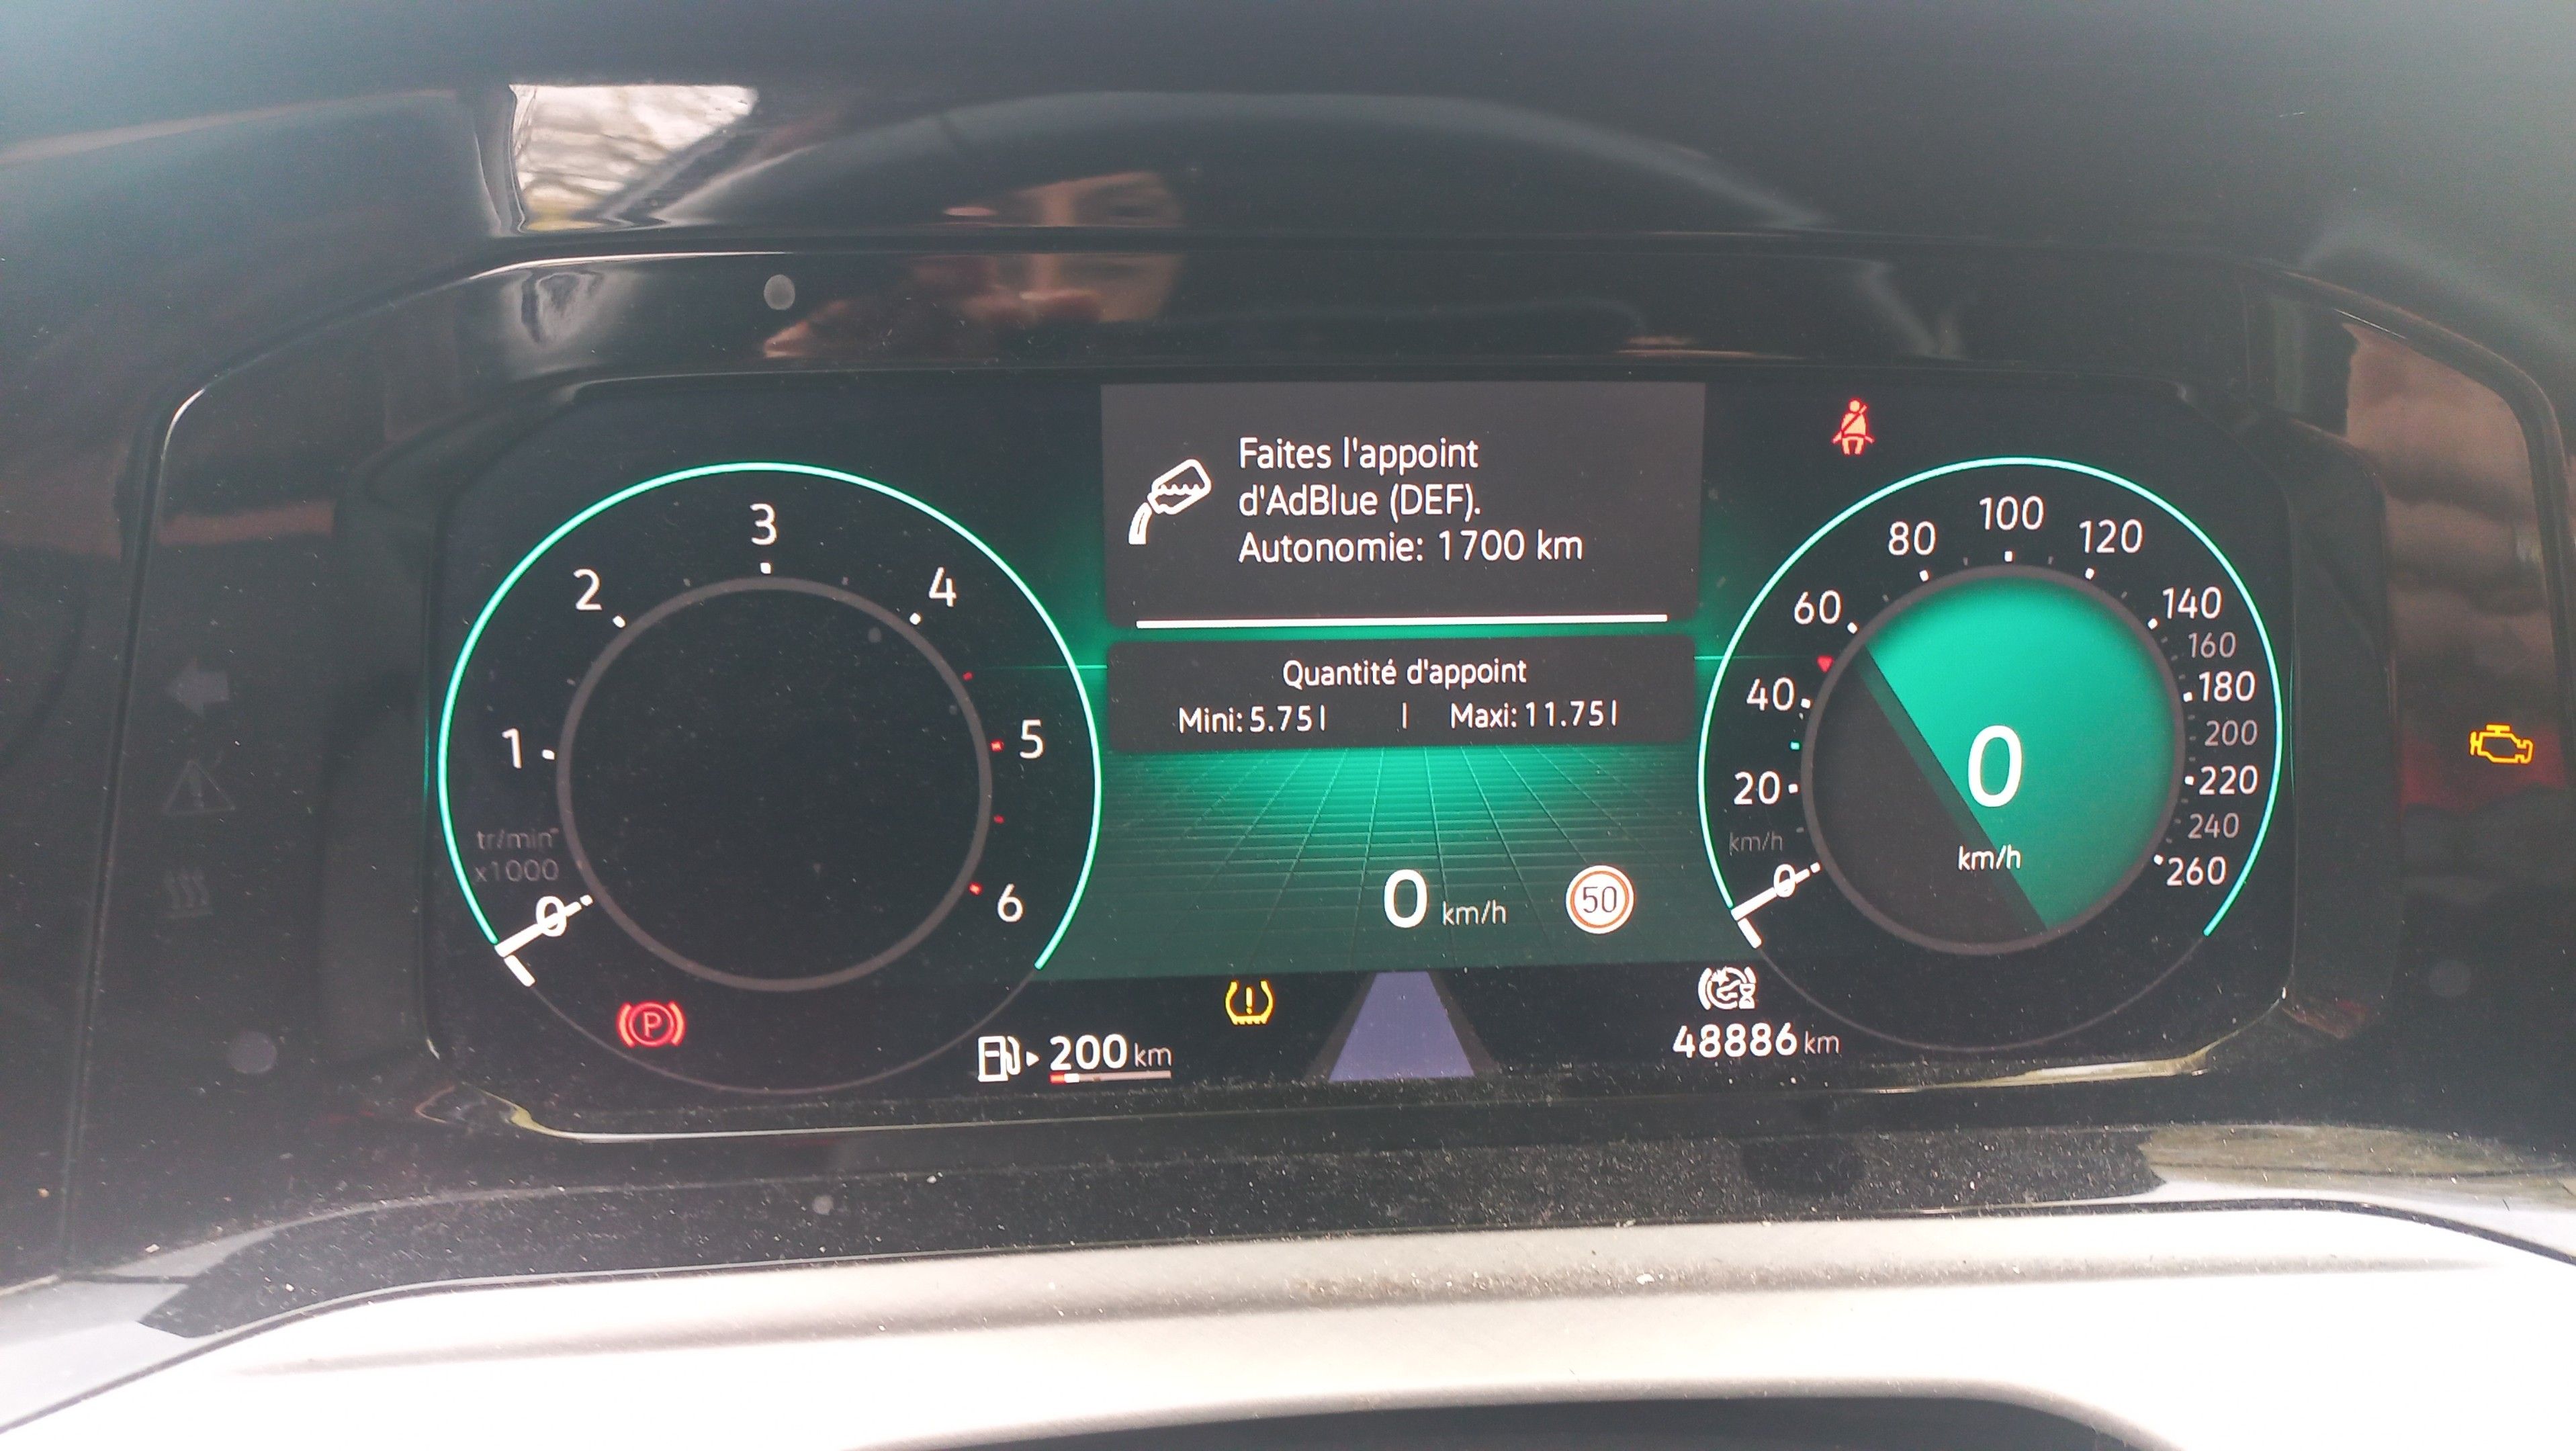 Faites l'appoint
d'AdBlue (DEF).
Autonomie: 1700 km
Quantité d'appoint
Mini: 5.75 l | Maxi: 11.75 l
0
1
2
3
4
5
6
tr/min
x1000
0
20
40
60
80
100
120
140
160
180
200
220
240
260
km/h
0
km/h
0 km/h
50
P
200 km
48886 km